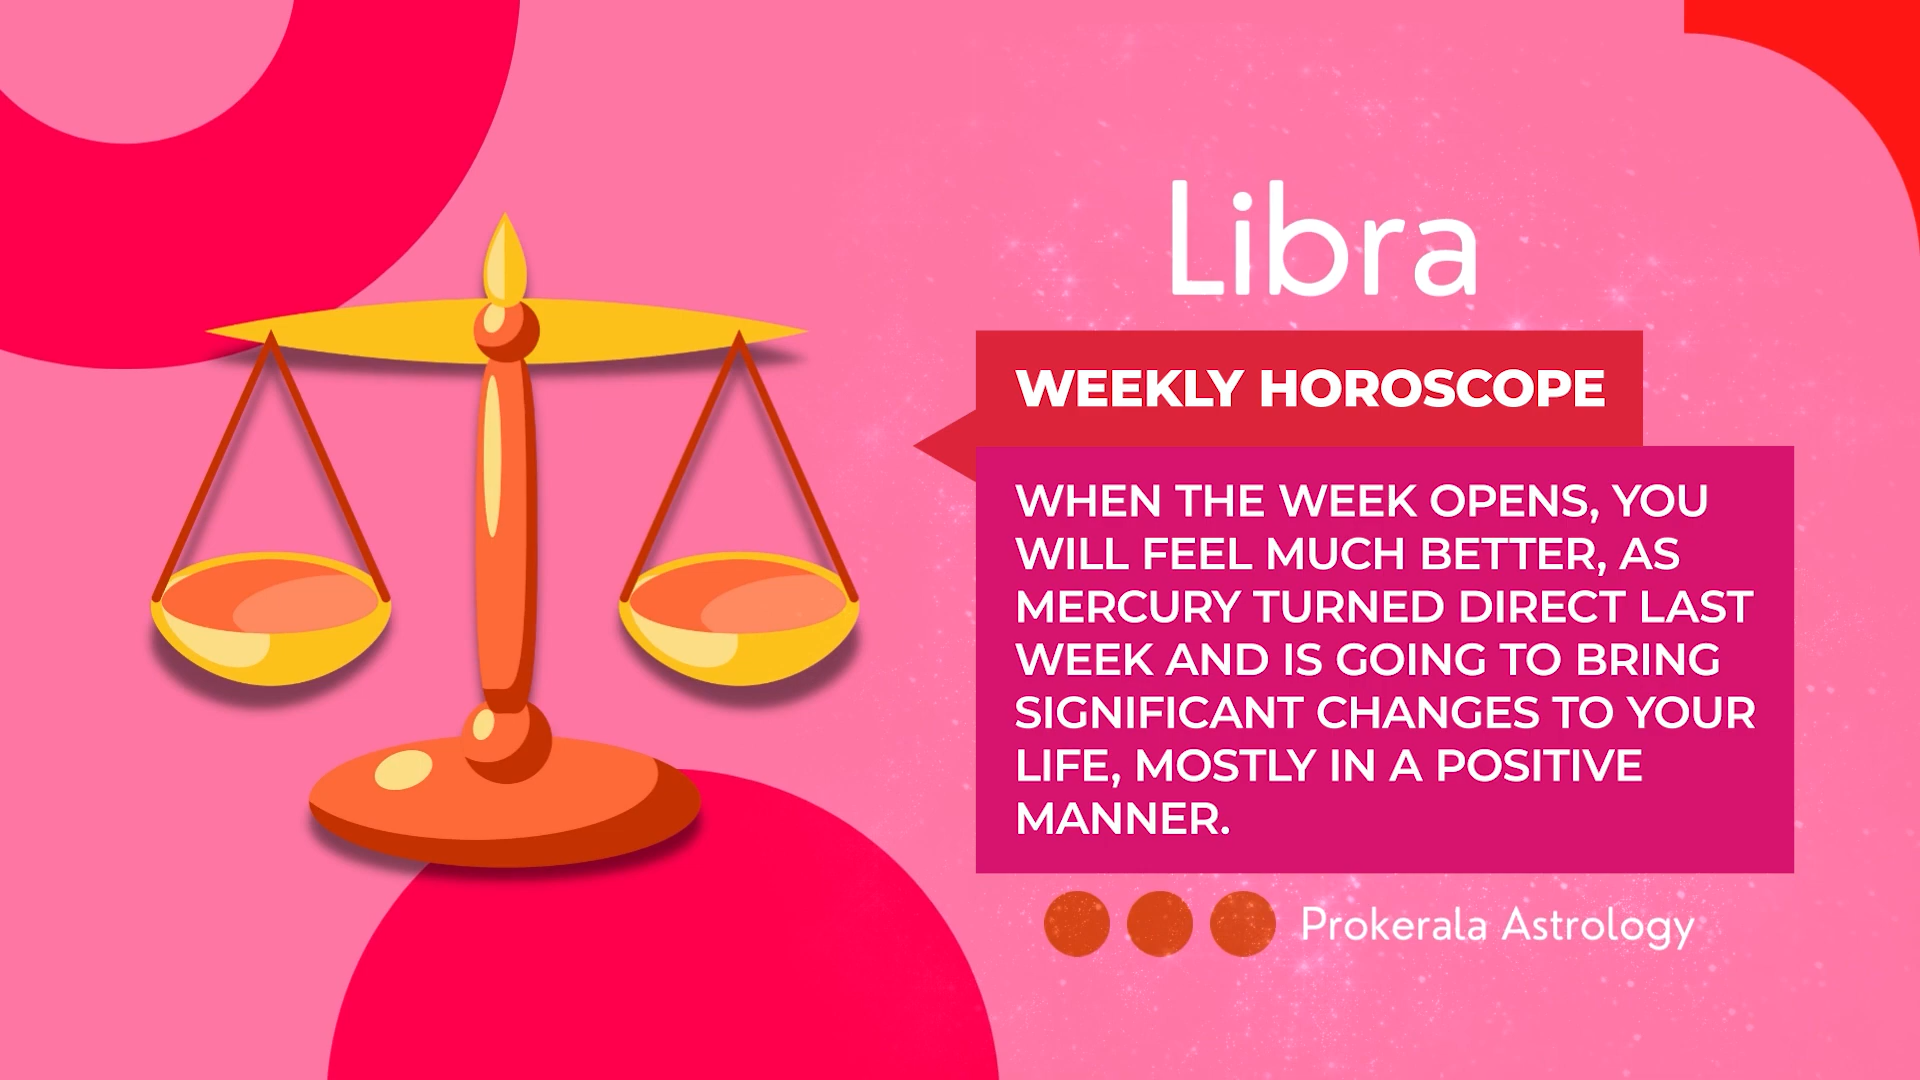 Libra
WEEKLY HOROSCOPE
WHEN THE WEEK OPENS, YOU
WILL FEEL MUCH BETTER, AS
MERCURY TURNED DIRECT LAST
WEEK AND IS GOING TO BRING
SIGNIFICANT CHANGES TO YOUR
LIFE, MOSTLY IN A POSITIVE
MANNER.
Prokerala Astrology